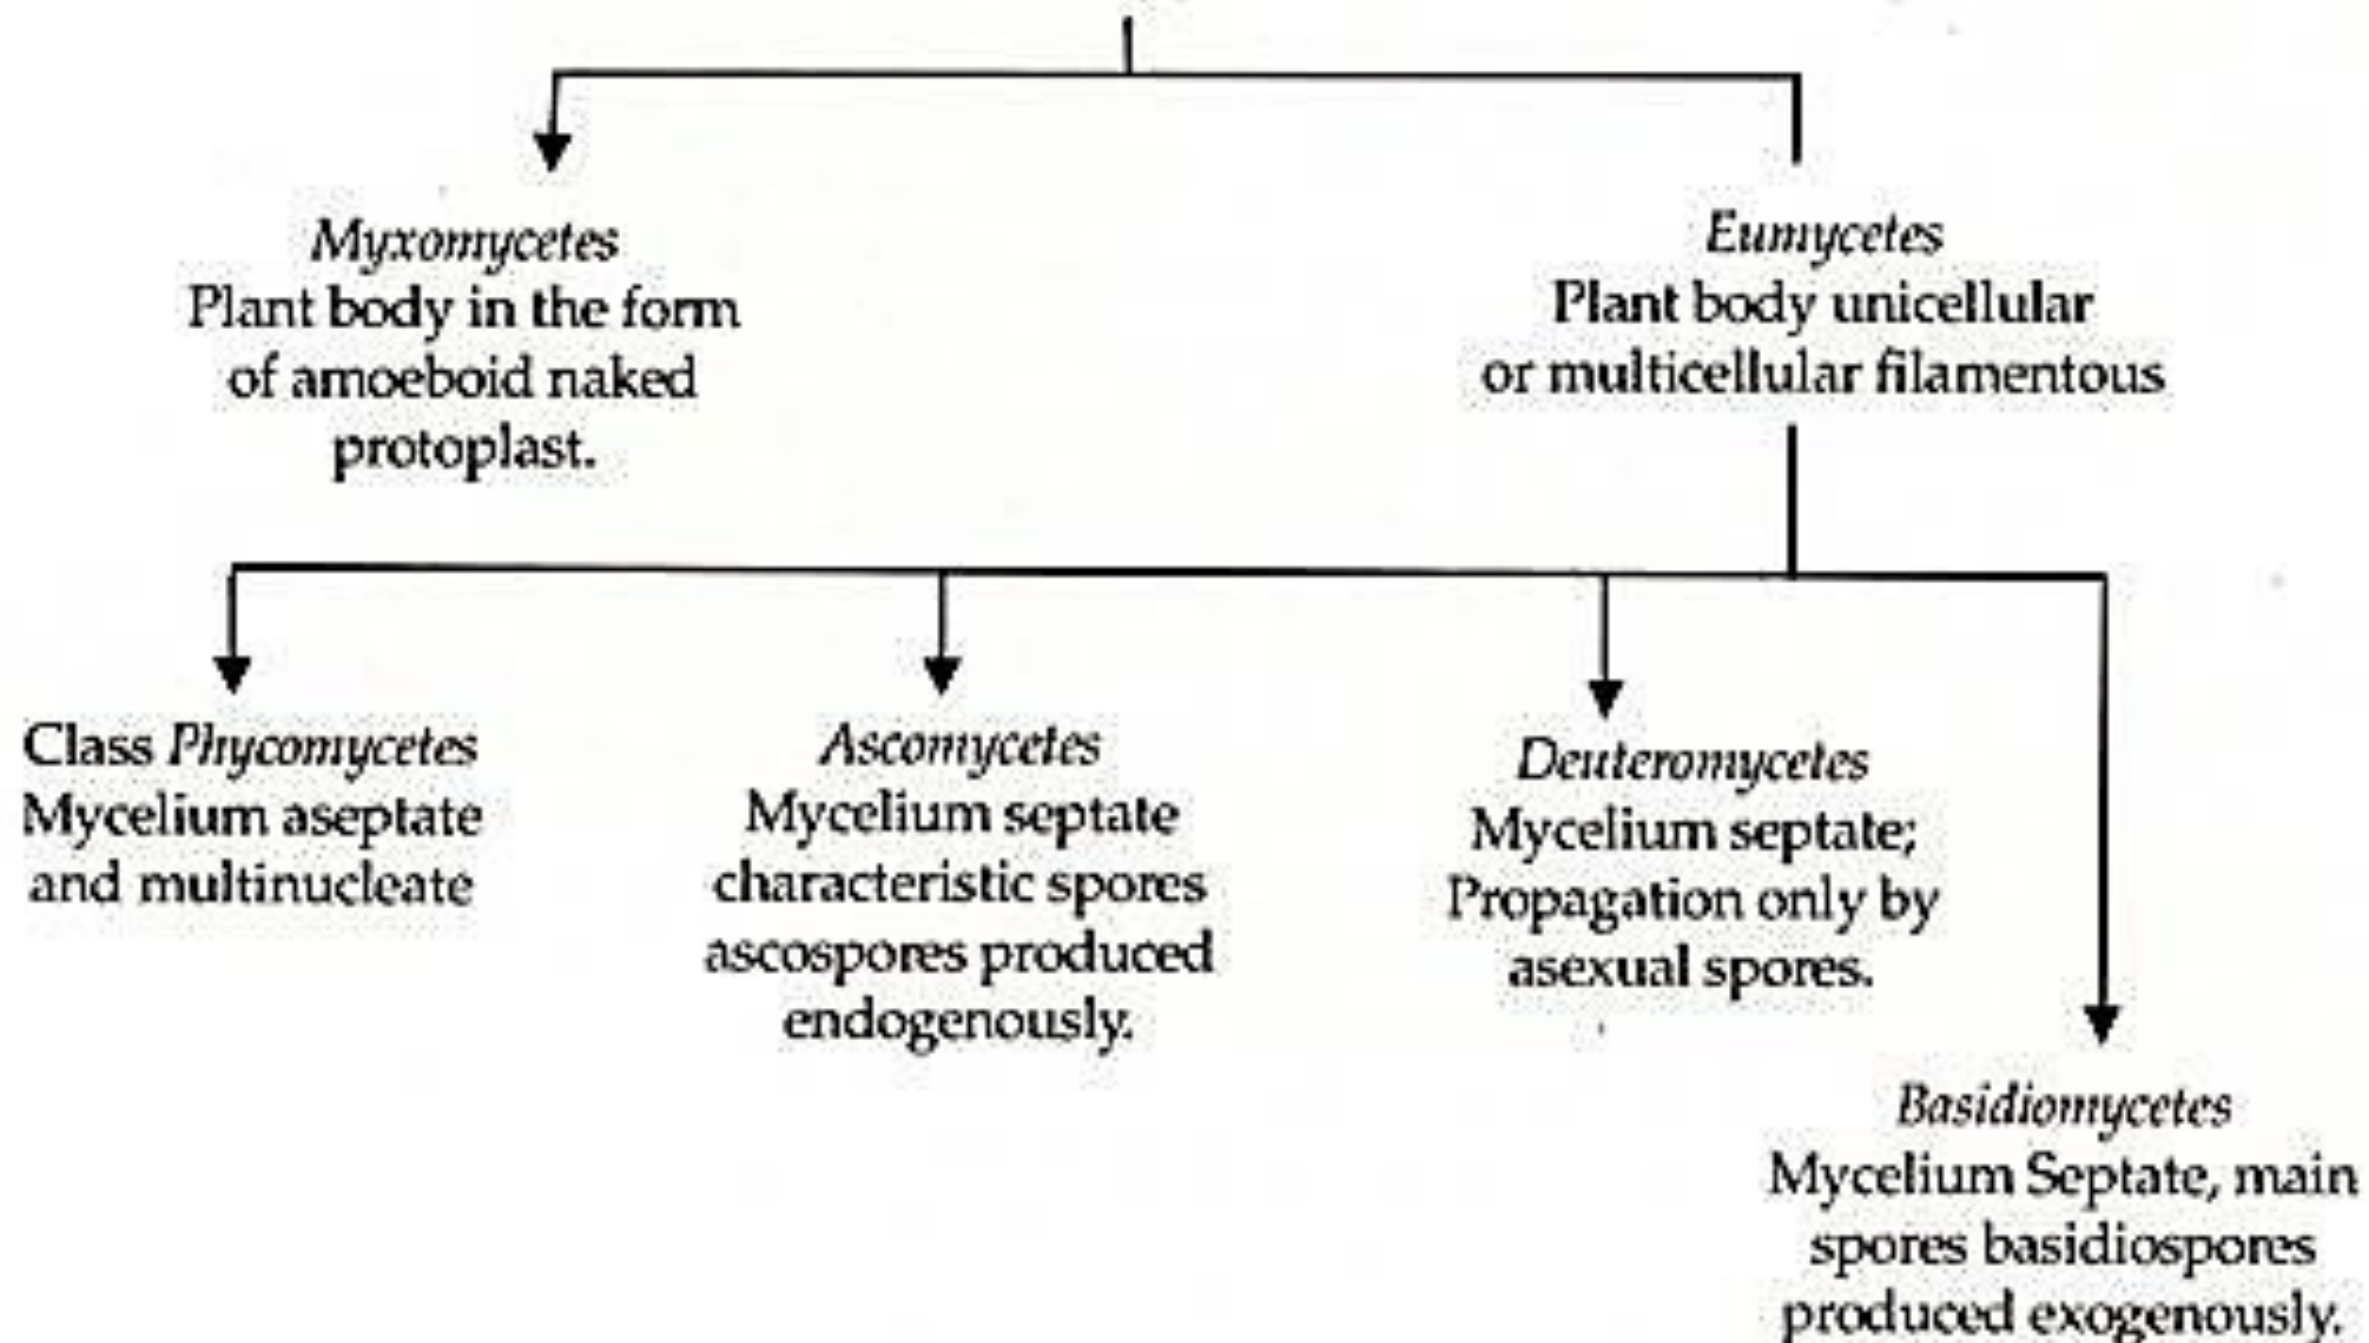 Myxomycetes
Plant body in the form
of amoeboid naked
protoplast.
Eumycetes
Plant body unicellular
or multicellular filamentous
Class Phycomycetes
Mycelium aseptate
and multinucleate
Ascomycetes
Mycelium septate
characteristic spores
ascospores produced
endogenously.
Deuteromycetes
Mycelium septate;
Propagation only by
asexual spores.
Basidiomycetes
Mycelium Septate, main
spores basidiospores
produced exogenously.